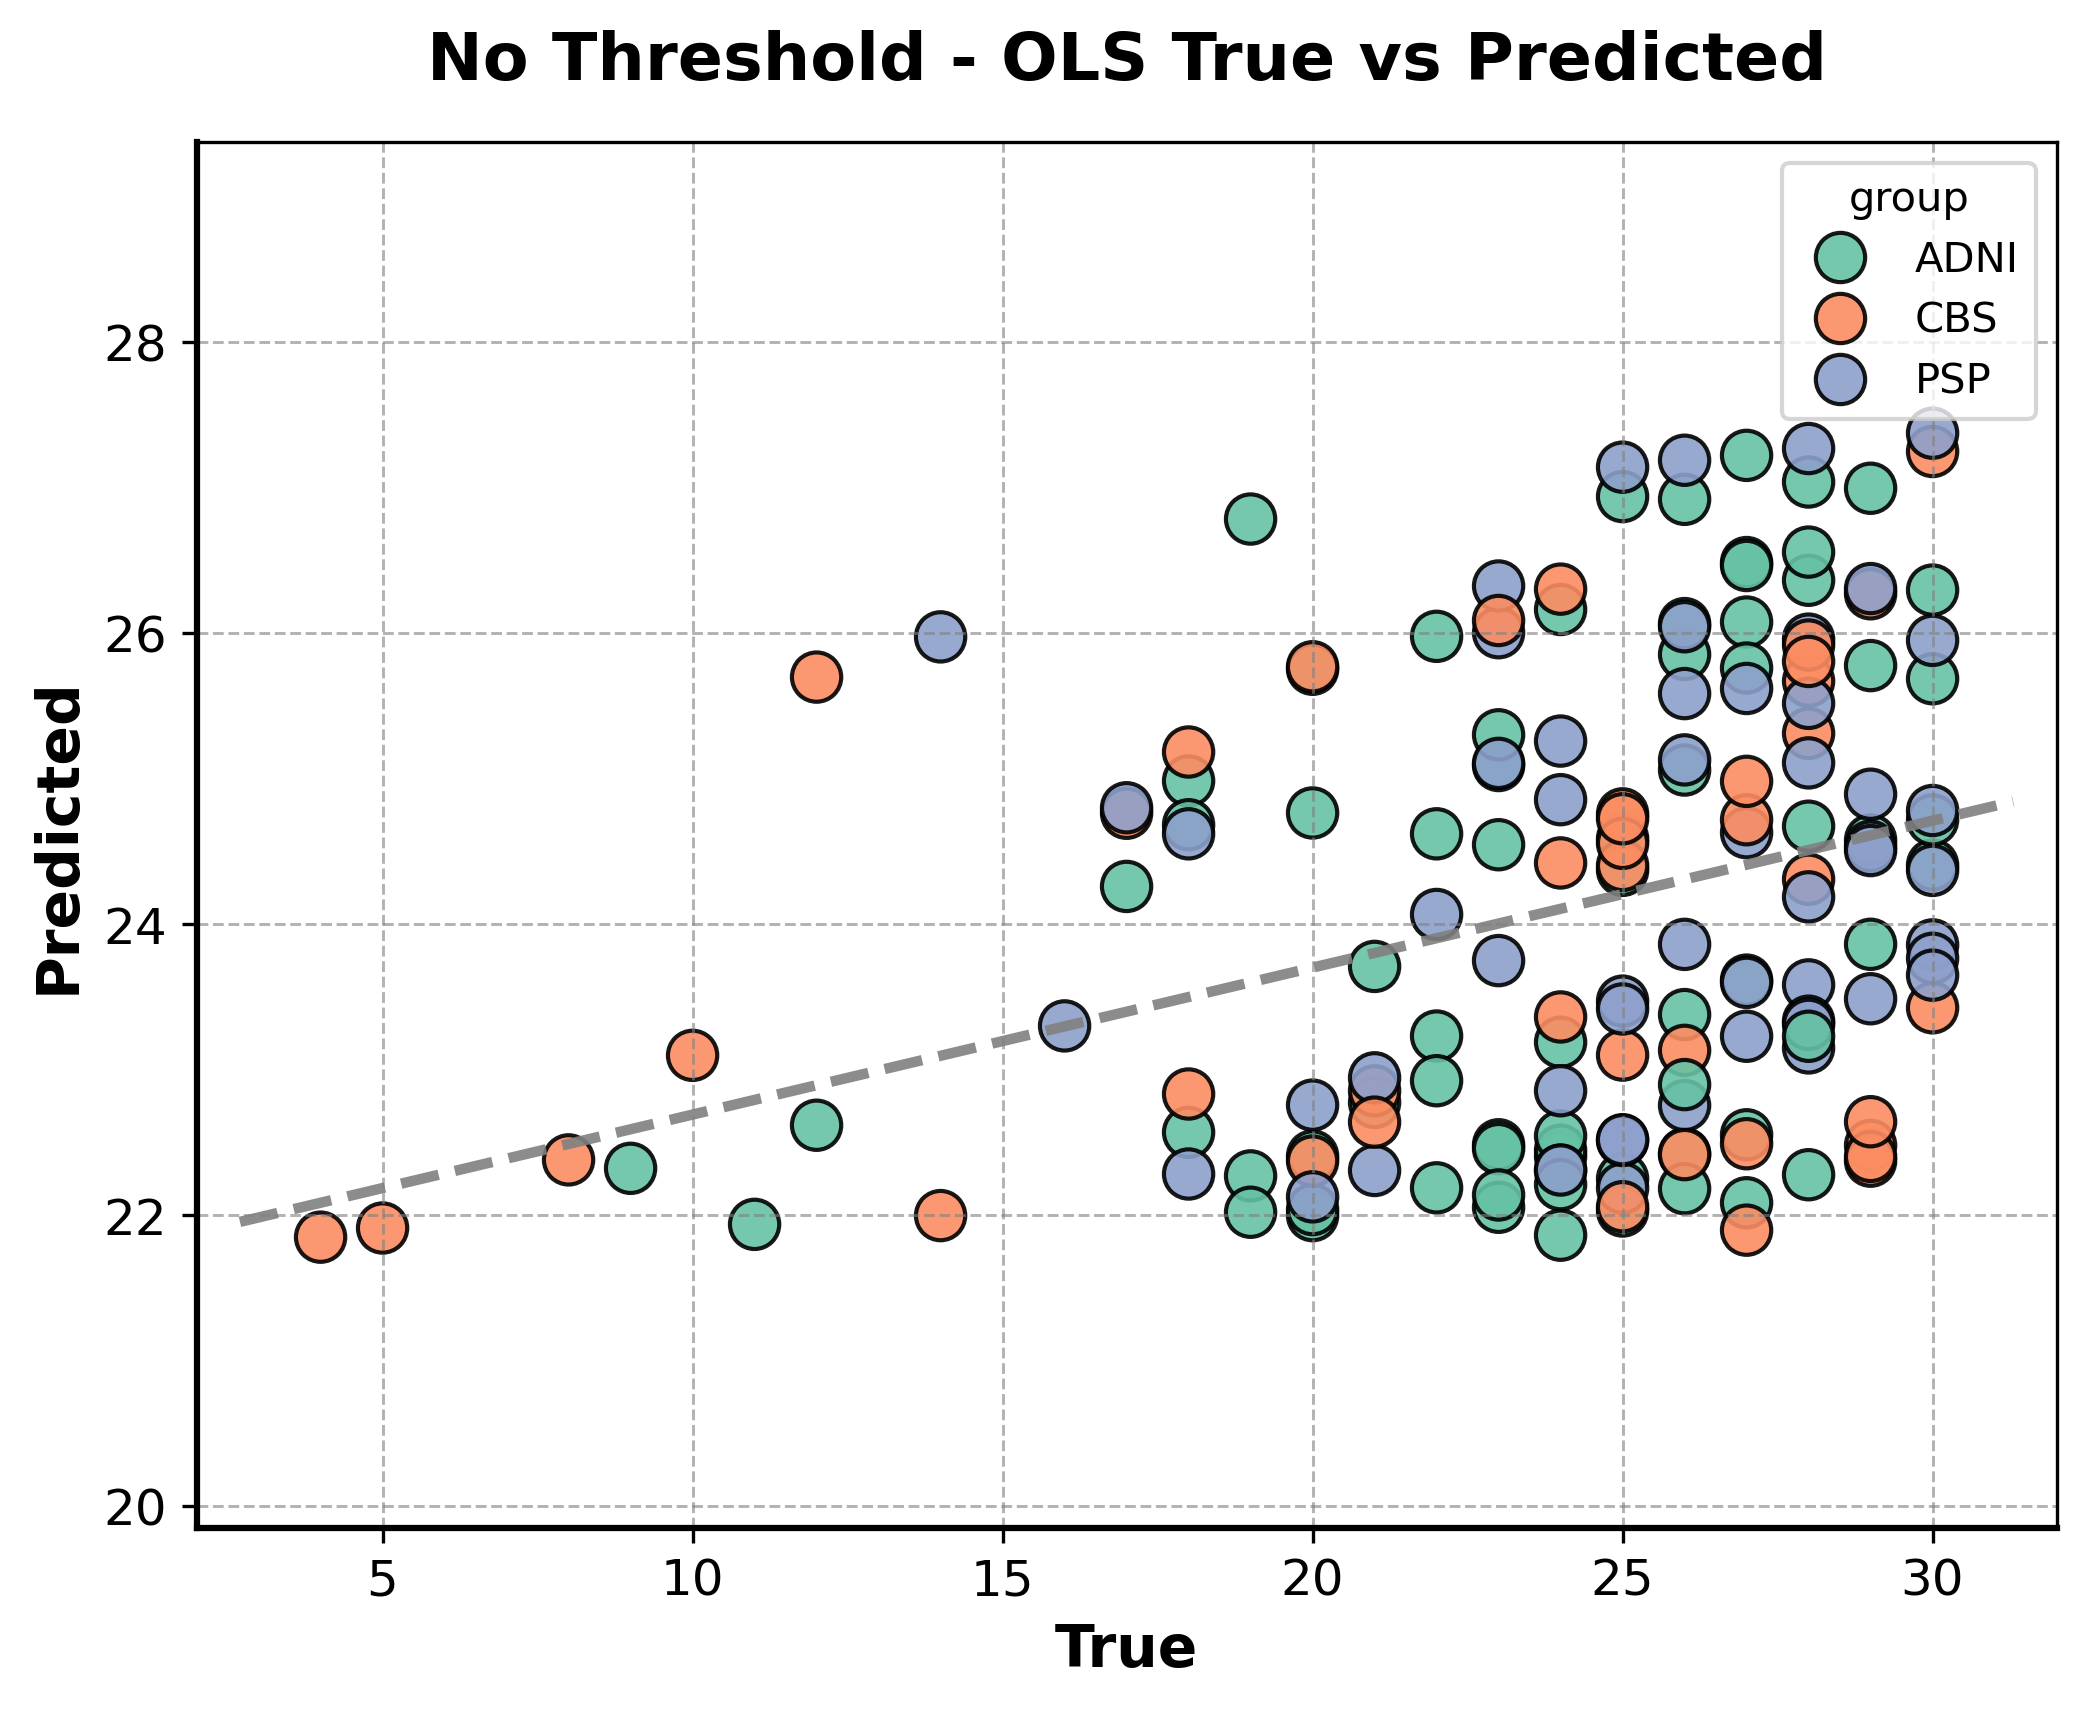 No Threshold - OLS True vs Predicted
group
ADNI
CBS
PSP
28
26
24
22
20
Predicted
5 10 15 20 25 30
True